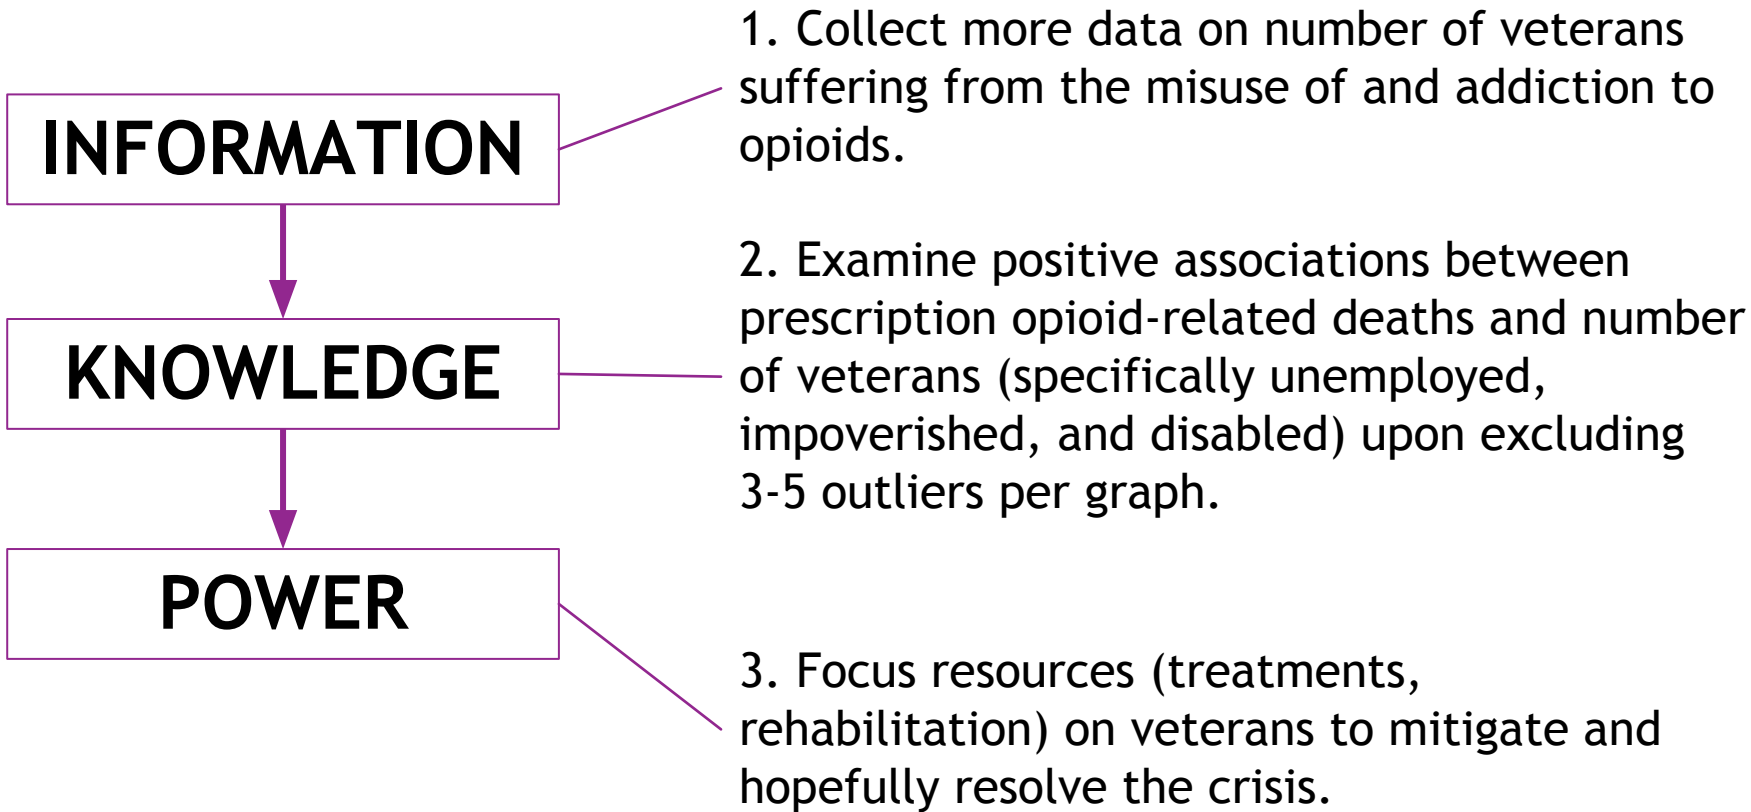 INFORMATION
1. Collect more data on number of veterans
suffering from the misuse of and addiction to
opioids.
KNOWLEDGE
2. Examine positive associations between
prescription opioid-related deaths and number
of veterans (specifically unemployed,
impoverished, and disabled) upon excluding
3-5 outliers per graph.
POWER
3. Focus resources (treatments,
rehabilitation) on veterans to mitigate and
hopefully resolve the crisis.